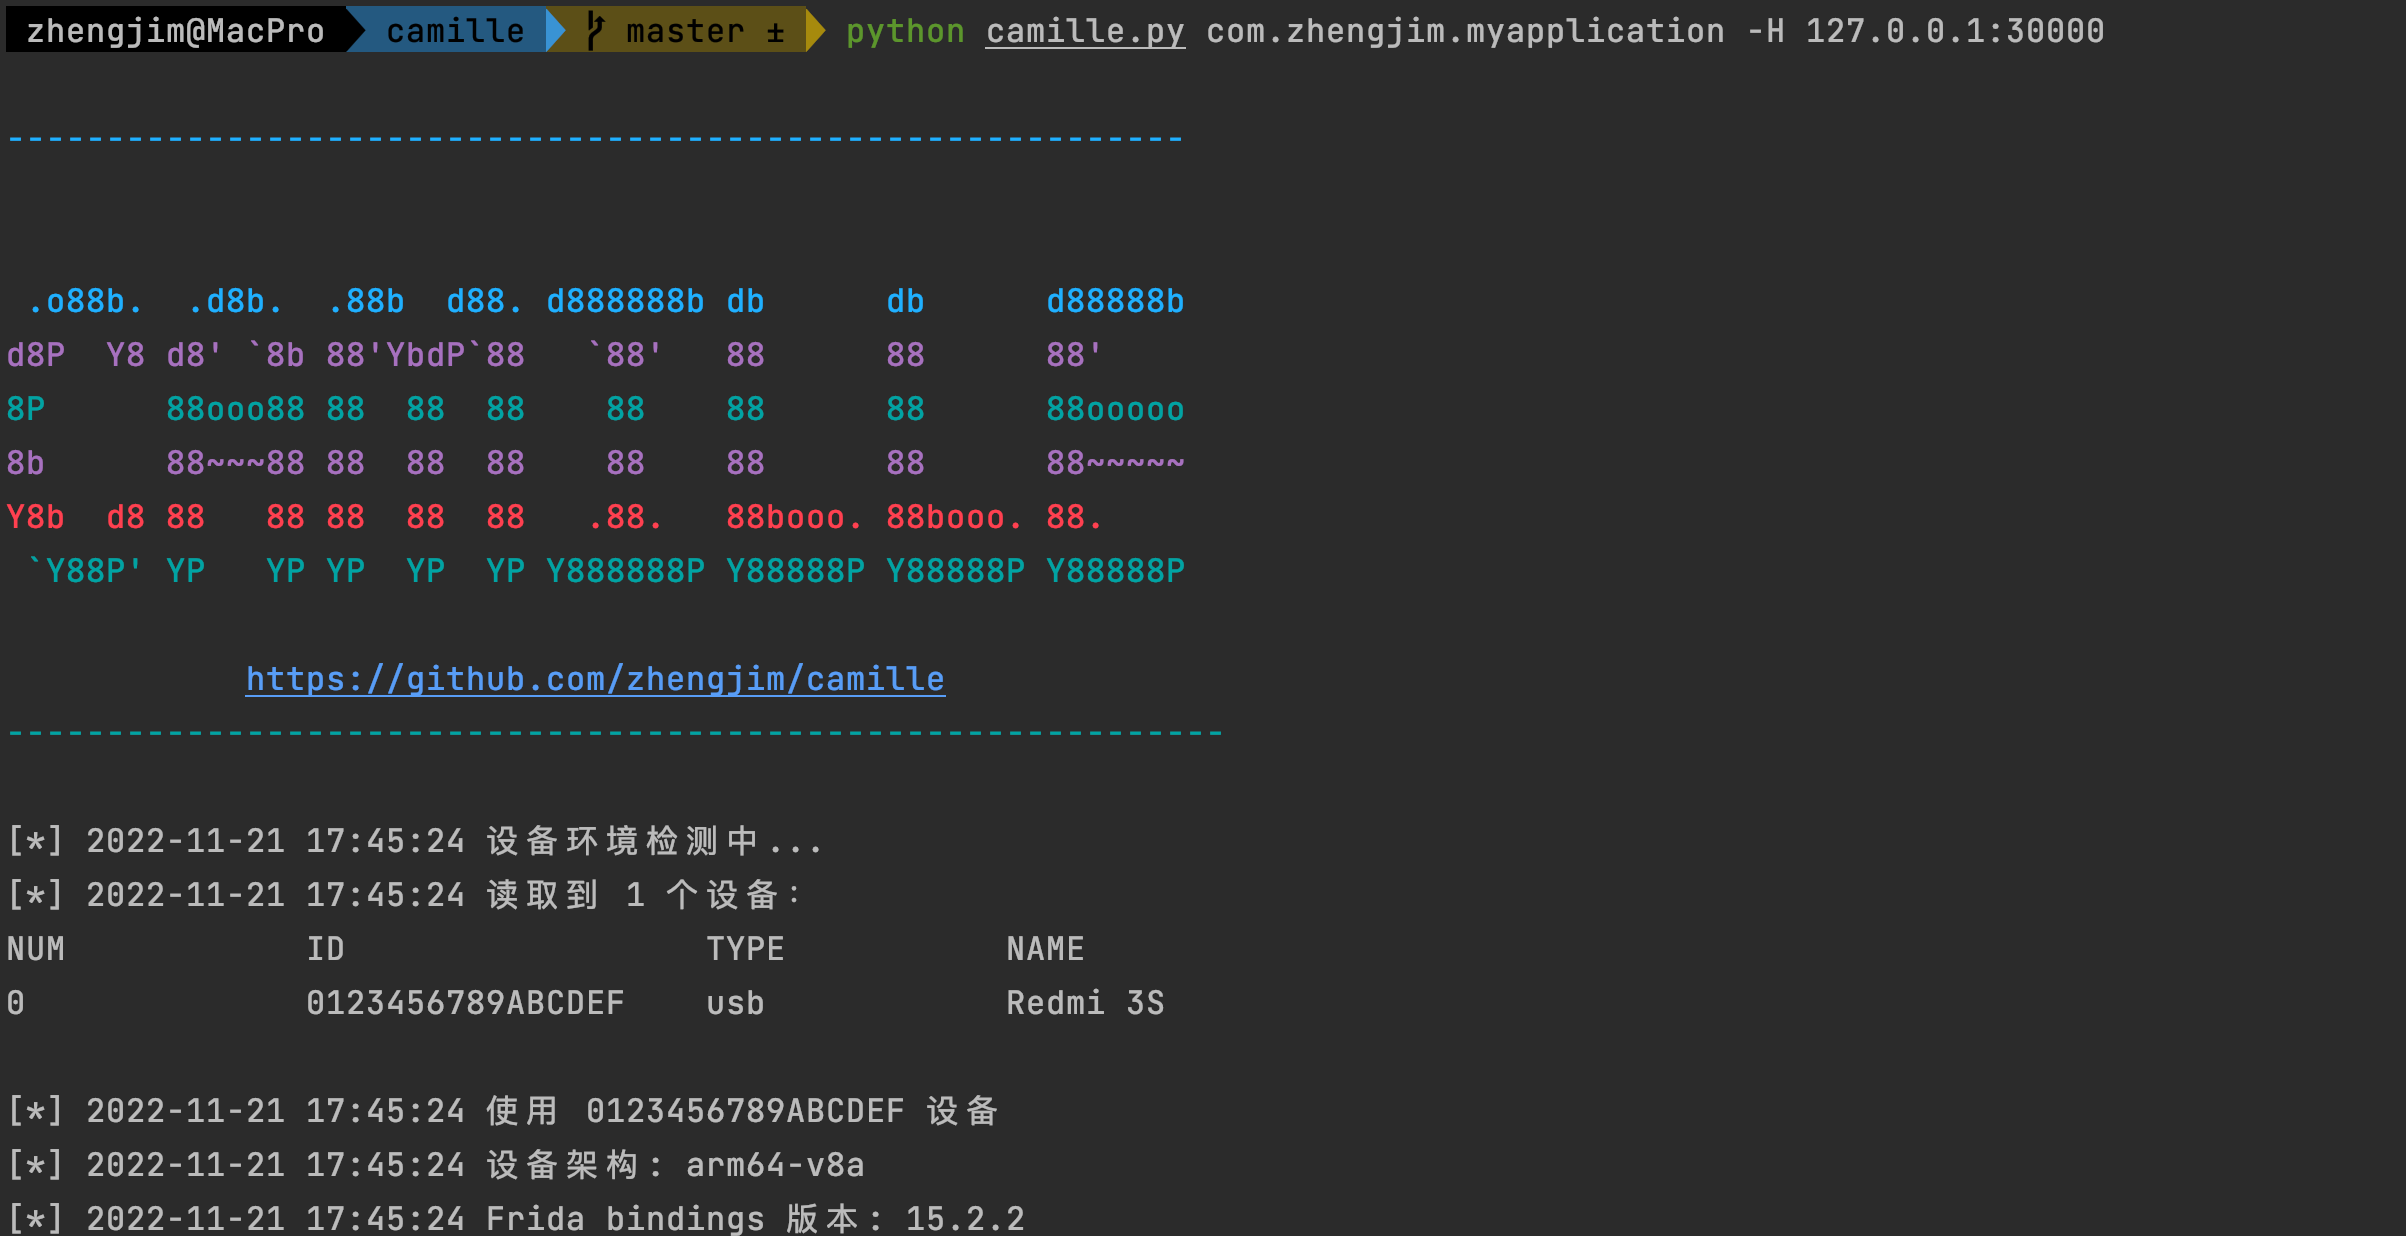 zhengjim@MacPro camille master ± python camille.py com.zhengjim.myapplication -H 127.0.0.1:30000
-----------------------------------------------------------
 .o88b.  .d8b.  .88b  d88. d888888b db      db      d88888b
d8P  Y8 d8' `8b 88'YbdP`88   `88'   88      88      88'
8P      88ooo88 88  88  88    88    88      88      88ooooo
8b      88~~~88 88  88  88    88    88      88      88~~~~~
Y8b  d8 88   88 88  88  88   .88.   88booo. 88booo. 88.
 `Y88P' YP   YP YP  YP  YP Y888888P Y88888P Y88888P Y88888P
https://github.com/zhengjim/camille
-------------------------------------------------------------
[*] 2022-11-21 17:45:24 设备环境检测中...
[*] 2022-11-21 17:45:24 读取到 1 个设备:
NUM            ID                  TYPE           NAME
0              0123456789ABCDEF    usb            Redmi 3S
[*] 2022-11-21 17:45:24 使用 0123456789ABCDEF 设备
[*] 2022-11-21 17:45:24 设备架构: arm64-v8a
[*] 2022-11-21 17:45:24 Frida bindings 版本: 15.2.2